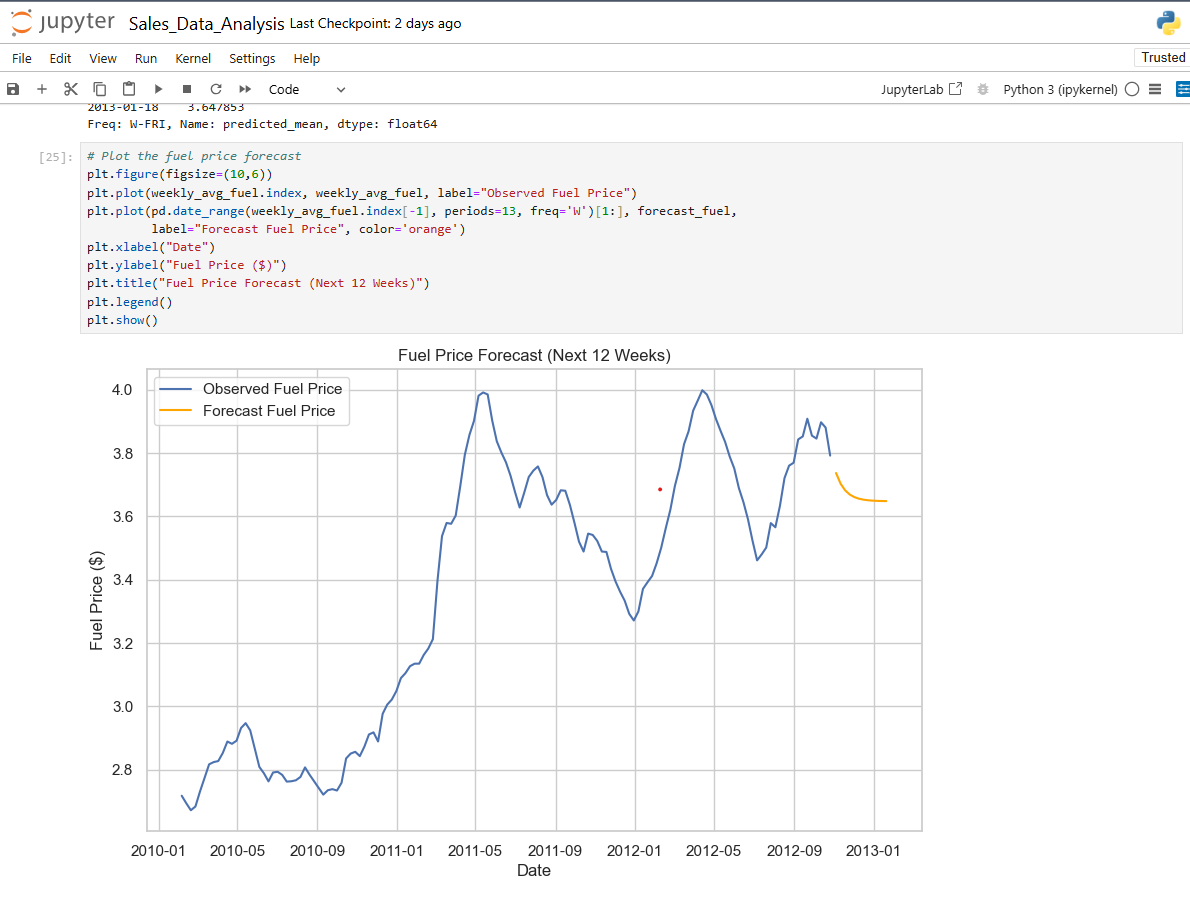 jupyter Sales_Data_Analysis Last Checkpoint: 2 days ago
File Edit View Run Kernel Settings Help
Trusted
Code
JupyterLab Python 3 (ipykernel)
2013-01-18    3.647853
Freq: W-FRI, Name: predicted_mean, dtype: float64
[25]:
# Plot the fuel price forecast
plt.figure(figsize=(10,6))
plt.plot(weekly_avg_fuel.index, weekly_avg_fuel, label="Observed Fuel Price")
plt.plot(pd.date_range(weekly_avg_fuel.index[-1], periods=13, freq='W')[1:], forecast_fuel,
         label="Forecast Fuel Price", color='orange')
plt.xlabel("Date")
plt.ylabel("Fuel Price ($)")
plt.title("Fuel Price Forecast (Next 12 Weeks)")
plt.legend()
plt.show()
Fuel Price Forecast (Next 12 Weeks)
Observed Fuel Price
Forecast Fuel Price
4.0
3.8
3.6
3.4
3.2
3.0
2.8
Fuel Price ($)
2010-01 2010-05 2010-09 2011-01 2011-05 2011-09 2012-01 2012-05 2012-09 2013-01
Date